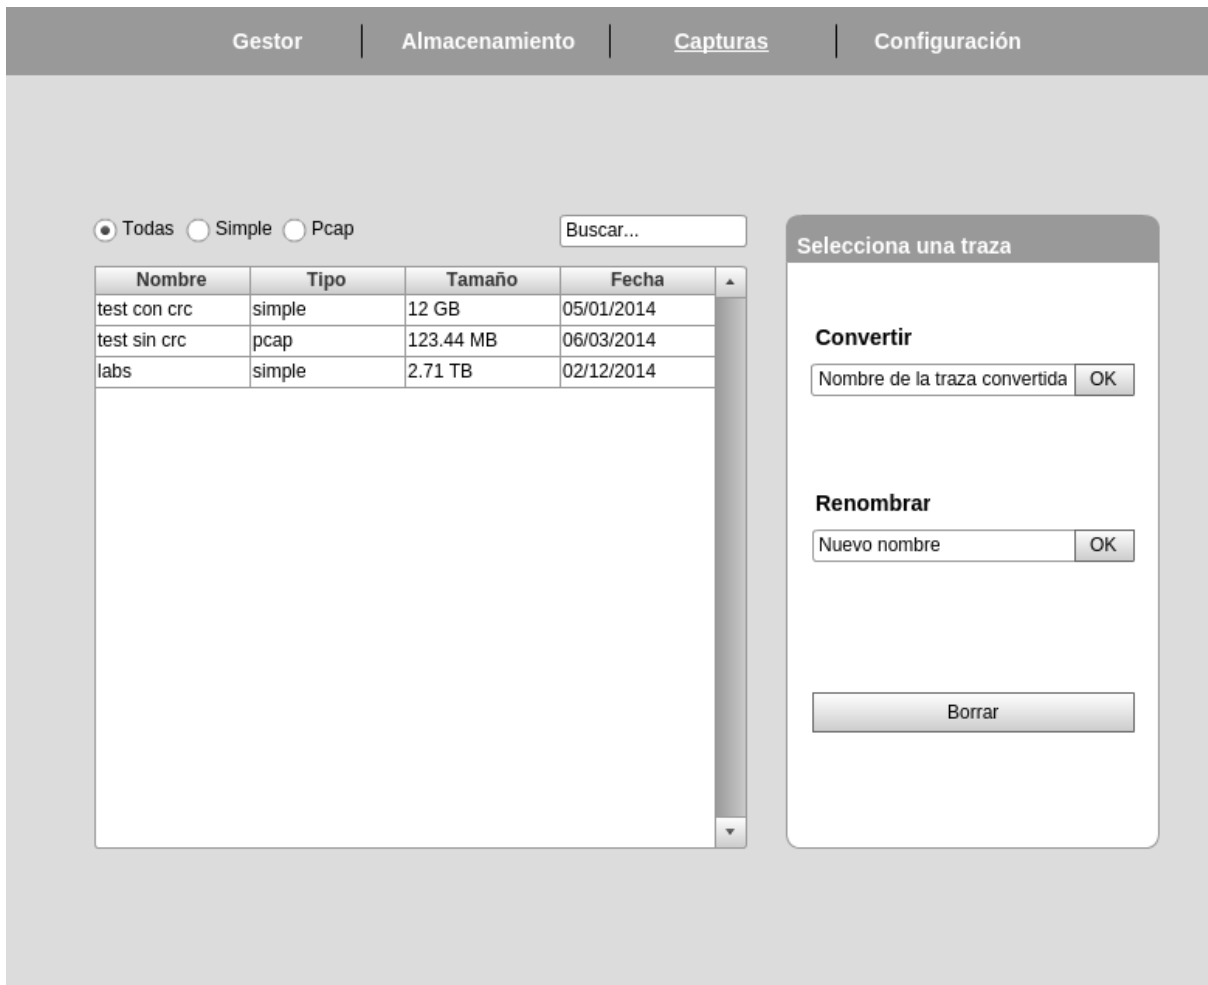 Gestor Almacenamiento Capturas Configuración
Todas Simple Pcap Buscar...
Nombre Tipo Tamaño Fecha
test con crc simple 12 GB 05/01/2014
test sin crc pcap 123.44 MB 06/03/2014
labs simple 2.71 TB 02/12/2014
Selecciona una traza
Convertir
Nombre de la traza convertida OK
Renombrar
Nuevo nombre OK
Borrar